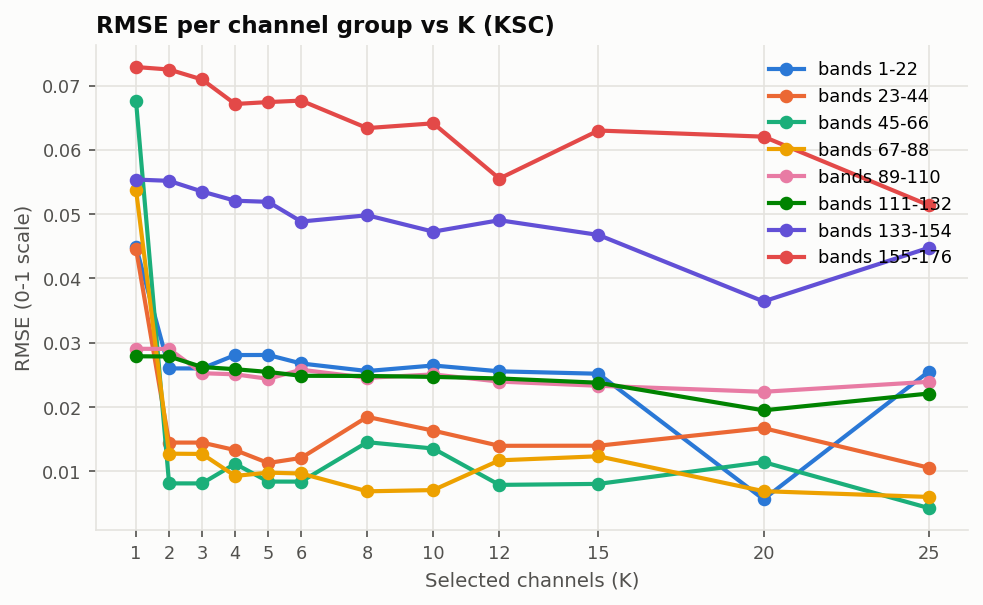 RMSE per channel group vs K (KSC)
RMSE (0-1 scale)
0.07
0.06
0.05
0.04
0.03
0.02
0.01
bands 1-22
bands 23-44
bands 45-66
bands 67-88
bands 89-110
bands 111-132
bands 133-154
bands 155-176
1 2 3 4 5 6 8 10 12 15 20 25
Selected channels (K)